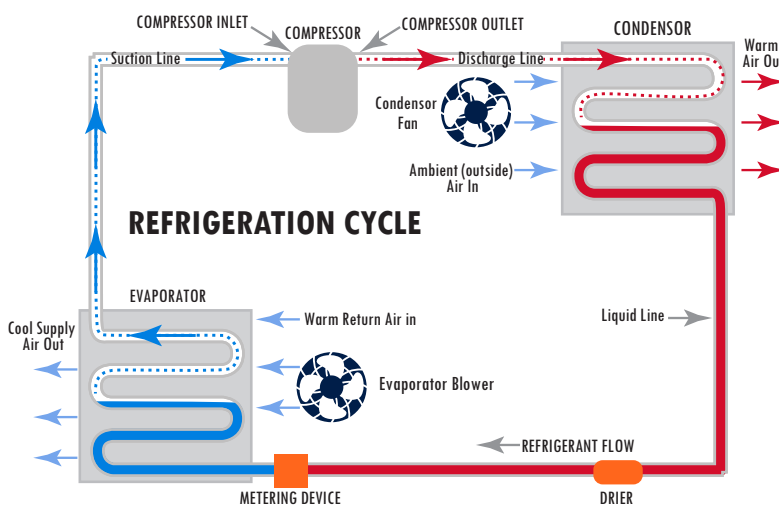 COMPRESSOR INLET
COMPRESSOR
COMPRESSOR OUTLET
CONDENSOR
Suction Line
Discharge Line
Warm
Air Ou
Condensor
Fan
Ambient (outside)
Air In
REFRIGERATION CYCLE
EVAPORATOR
Cool Supply
Air Out
Warm Return Air in
Liquid Line
Evaporator Blower
REFRIGERANT FLOW
METERING DEVICE
DRIER